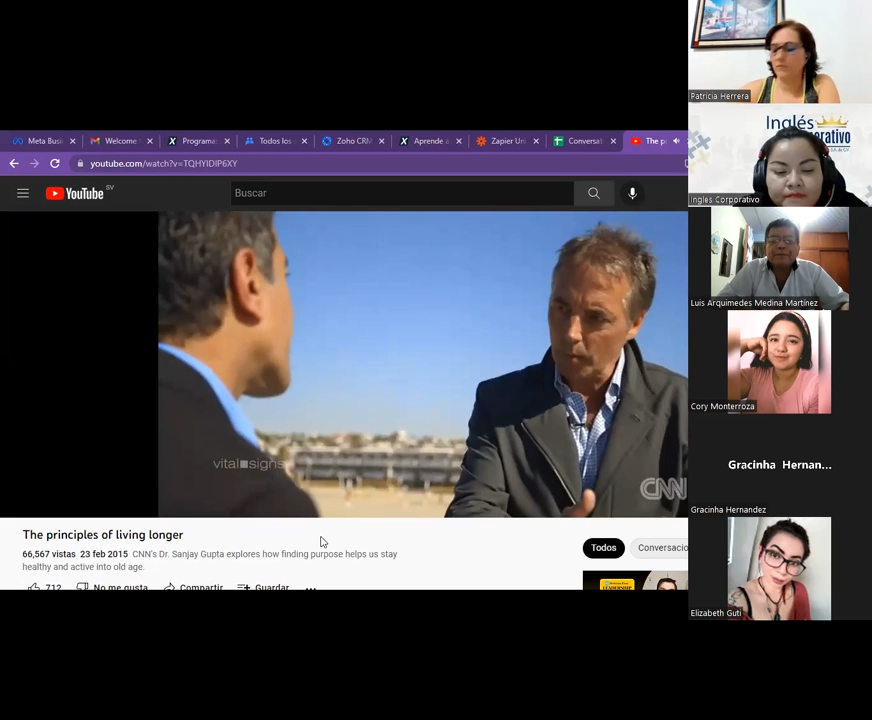 Meta Busi
Welcome
Programa
Todos los
Zoho CRM
Aprende a
Zapier Uni
Conversat
The p
youtube.com/watch?v=TQHYIDIP6XY
YouTube SV
Buscar
vital signs
CNN
The principles of living longer
66,567 vistas 23 feb 2015 CNN's Dr. Sanjay Gupta explores how finding purpose helps us stay
healthy and active into old age.
712 No me gusta Compartir Guardar ...
Todos
Conversacio
Patricia Herrera
Inglés
Ingles Corporativo
Luis Arquimedes Medina Martínez
Cory Monterroza
Gracinha Hernan...
Gracinha Hernandez
Elizabeth Guti